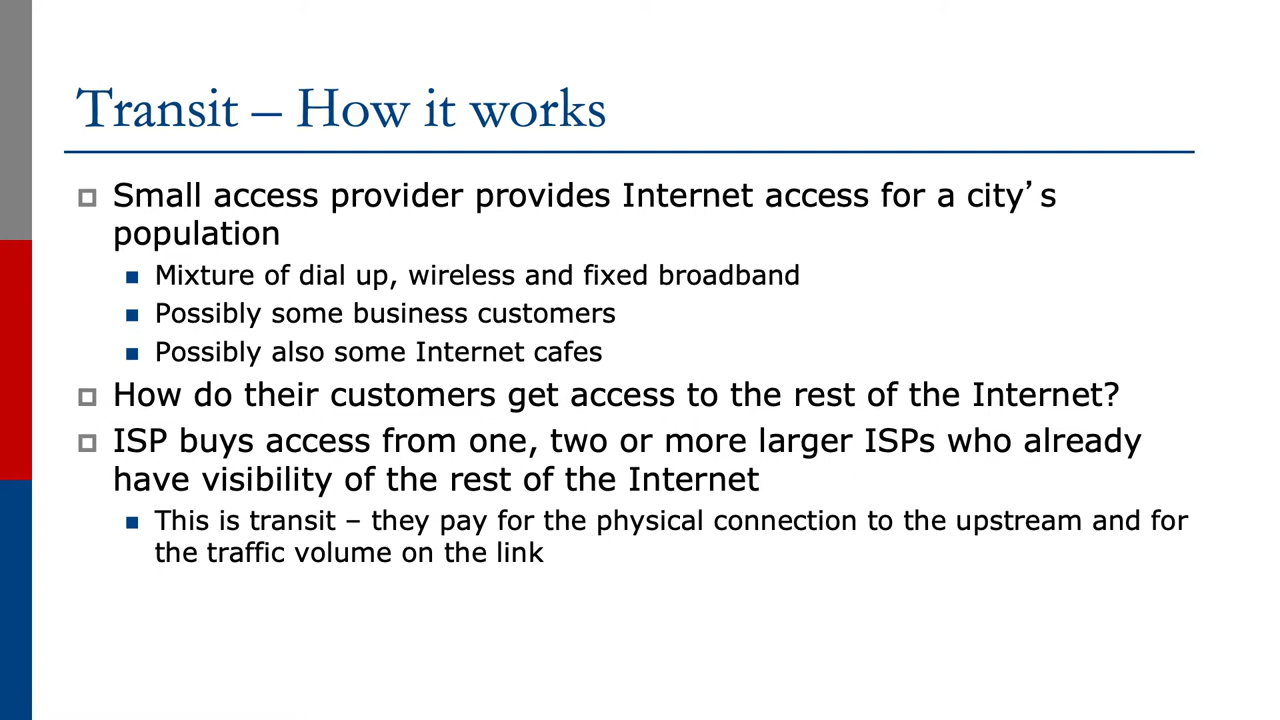 Transit – How it works
Small access provider provides Internet access for a city’s
population
Mixture of dial up, wireless and fixed broadband
Possibly some business customers
Possibly also some Internet cafes
How do their customers get access to the rest of the Internet?
ISP buys access from one, two or more larger ISPs who already
have visibility of the rest of the Internet
This is transit – they pay for the physical connection to the upstream and for
the traffic volume on the link